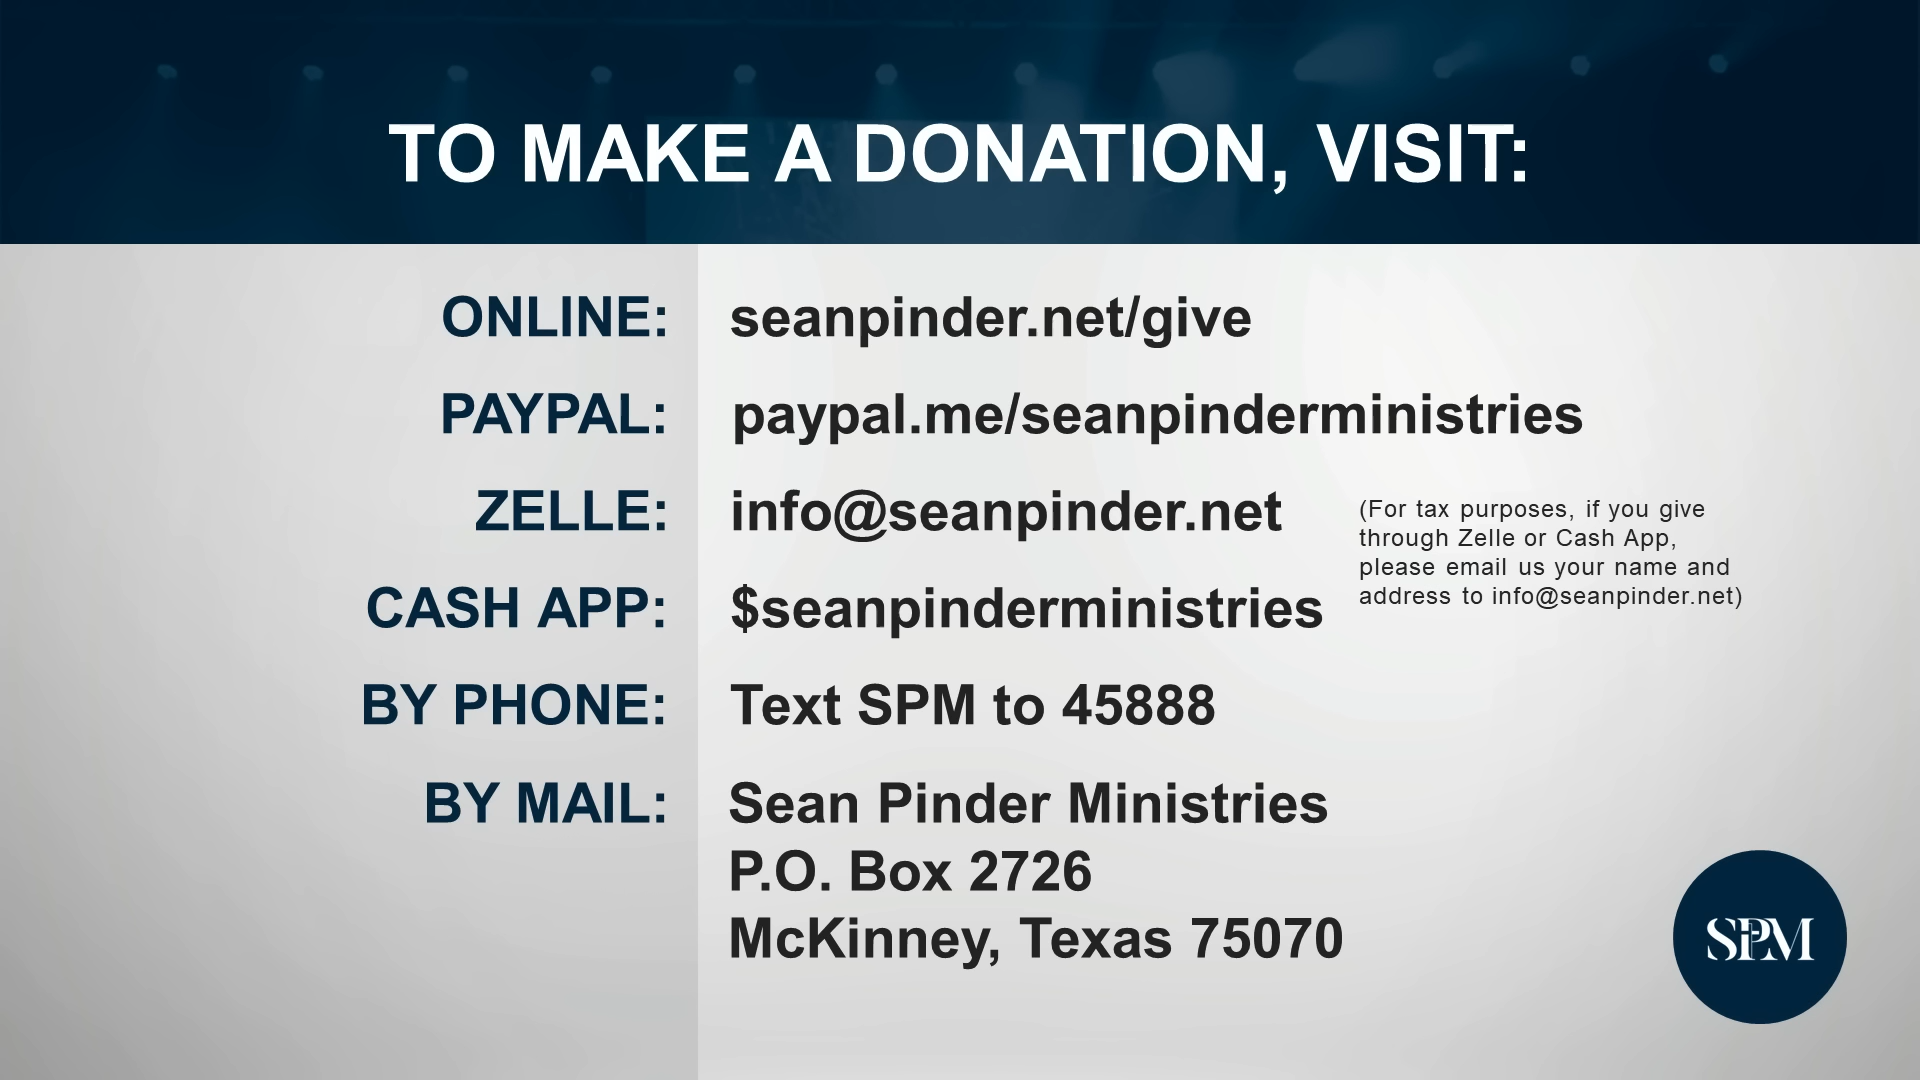 TO MAKE A DONATION, VISIT:
ONLINE: seanpinder.net/give
PAYPAL: paypal.me/seanpinderministries
ZELLE: info@seanpinder.net
(For tax purposes, if you give
through Zelle or Cash App,
please email us your name and
address to info@seanpinder.net)
CASH APP: $seanpinderministries
BY PHONE: Text SPM to 45888
BY MAIL: Sean Pinder Ministries
P.O. Box 2726
McKinney, Texas 75070
SPM